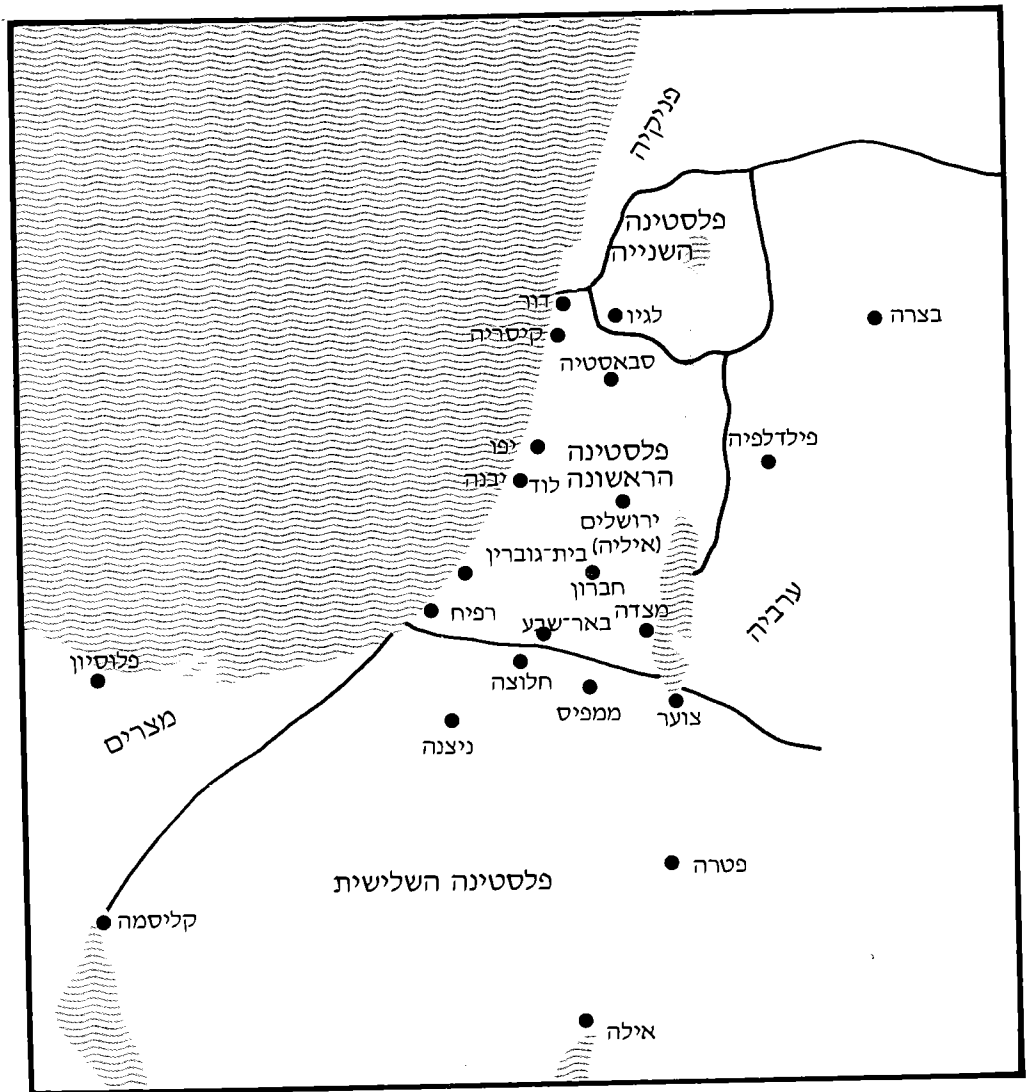 פניקיה
פלסטינה
השנייה
דור
לגיו
בצרה
קיסריה
סבאסטיה
פילדלפיה
יפו
פלסטינה
הראשונה
יבנה
לוד
ירושלים
(איליה)
בית־גוברין
חברון
ערביה
מצדה
רפיח
באר־שבע
פלוסיון
חלוצה
ממפיס
צוער
מצרים
ניצנה
פטרה
פלסטינה השלישית
קליסמה
אילה